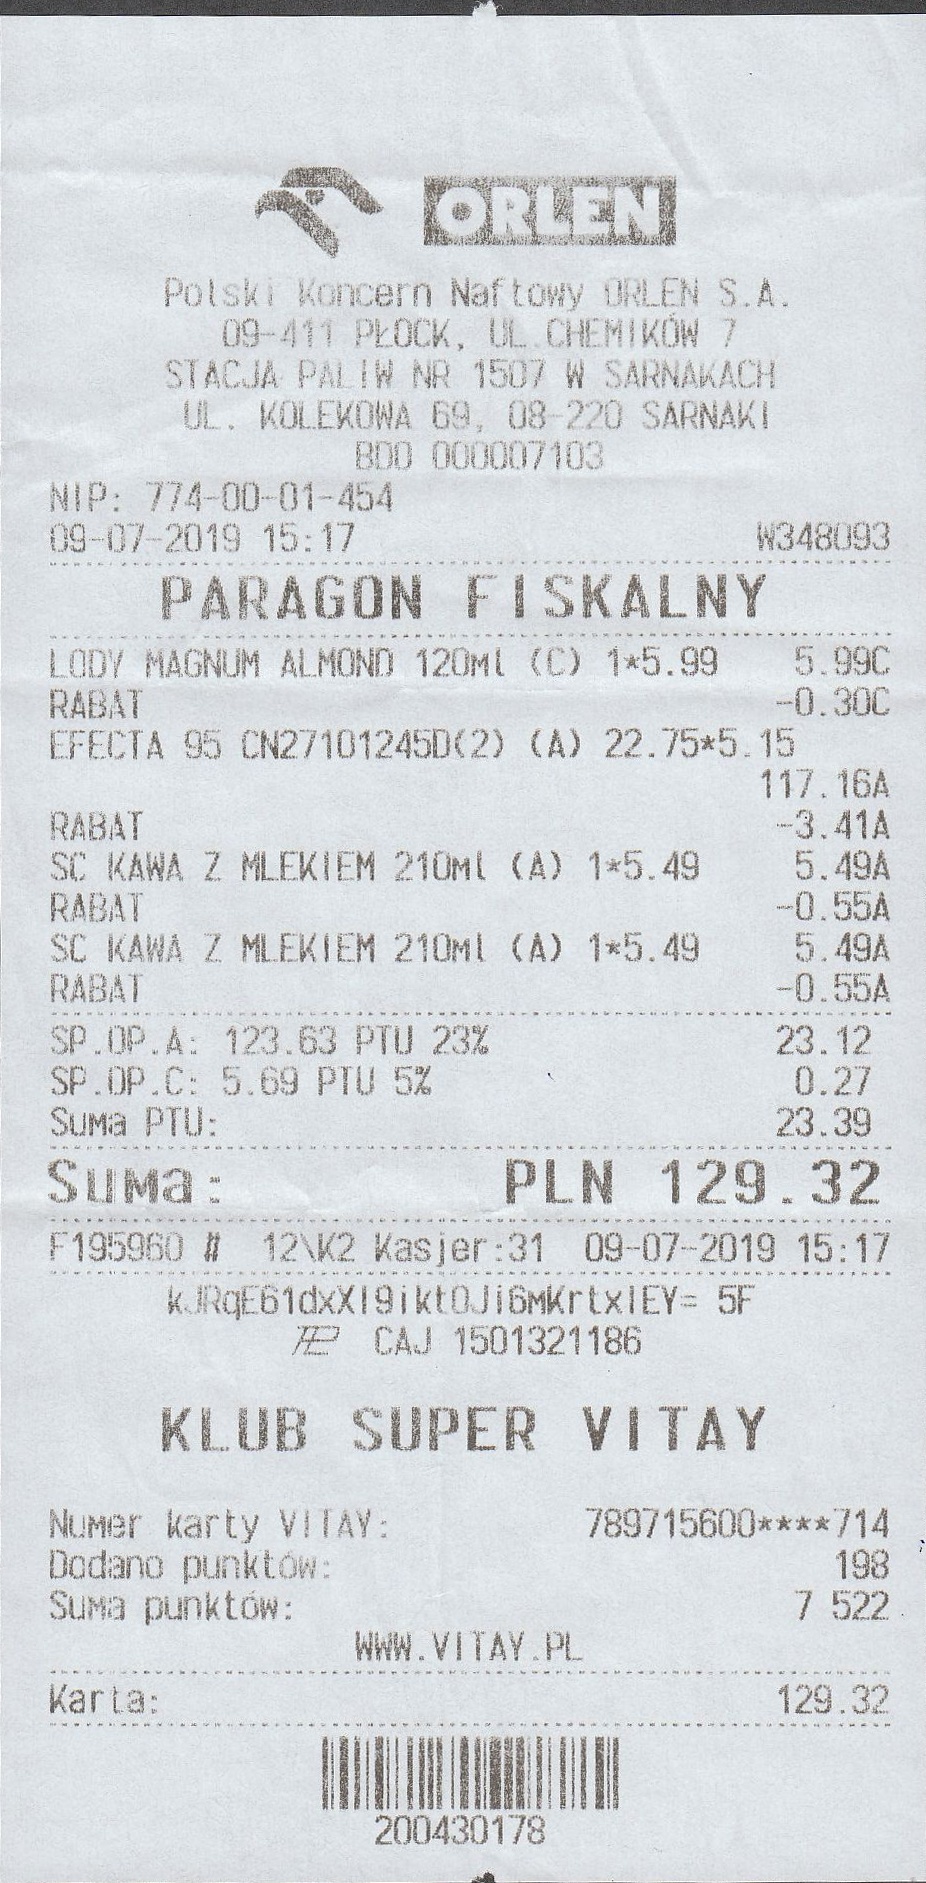 ORLEN
Polski Koncern Naftowy ORLEN S.A.
09-411 PŁOCK, UL.CHEMIKÓW 7
STACJA PALIW NR 1507 W SARNAKACH
UL. KOLEKOWA 69, 08-220 SARNAKI
BDO 000007103
NIP: 774-00-01-454
09-07-2019 15:17 W348093
PARAGON FISKALNY
LODY MAGNUM ALMOND 120ml (C) 1*5.99 5.99C
RABAT -0.30C
EFECTA 95 CN27101245D(2) (A) 22.75*5.15
117.16A
RABAT -3.41A
SC KAWA Z MLEKIEM 210ml (A) 1*5.49 5.49A
RABAT -0.55A
SC KAWA Z MLEKIEM 210ml (A) 1*5.49 5.49A
RABAT -0.55A
SP.OP.A: 123.63 PTU 23% 23.12
SP.OP.C: 5.69 PTU 5% 0.27
Suma PTU: 23.39
Suma: PLN 129.32
F195960 # 12\K2 Kasjer:31 09-07-2019 15:17
kJRqE61dxXI9ikt0Ji6mKrtxIEY= 5F
CAJ 1501321186
KLUB SUPER VITAY
Numer karty VITAY: 789715600****714
Dodano punktów: 198
Suma punktów: 7 522
WWW.VITAY.PL
Karta: 129.32
200430178